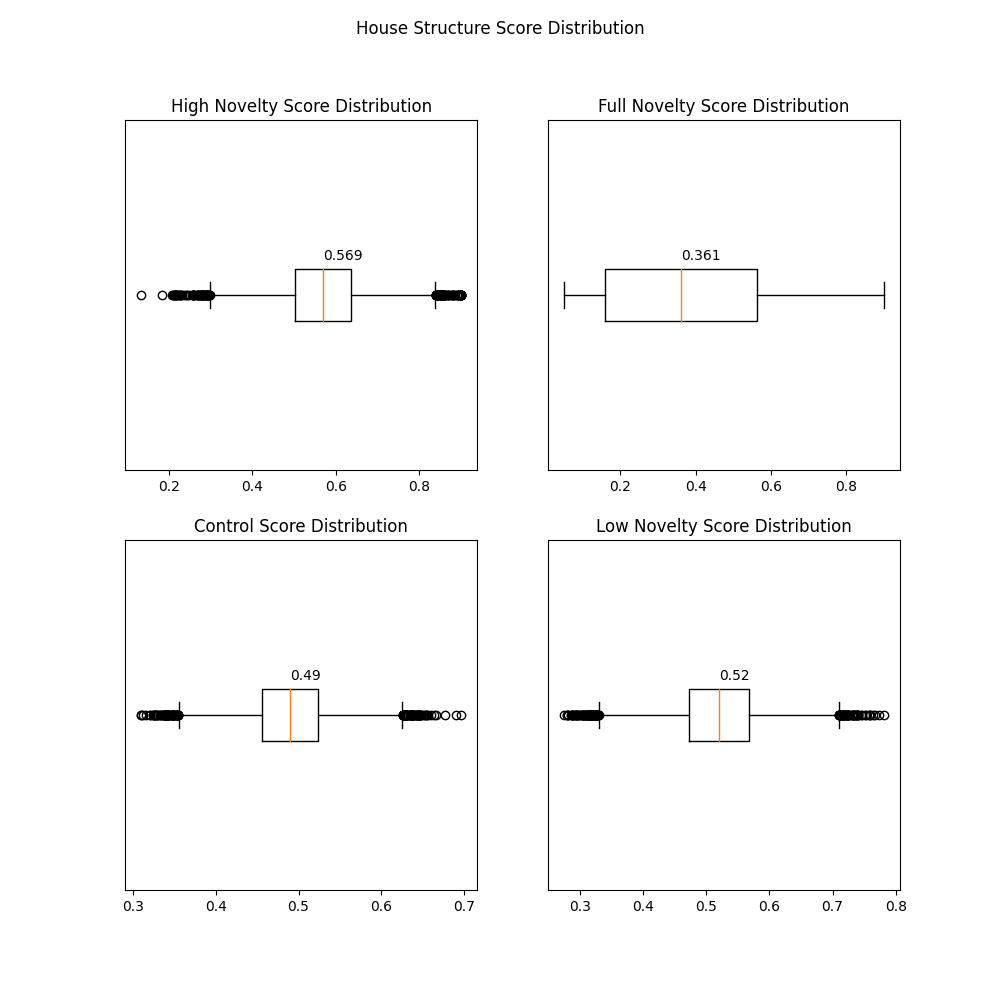 House Structure Score Distribution
High Novelty Score Distribution
Full Novelty Score Distribution
0.569
0.361
0.2 0.4 0.6 0.8
0.2 0.4 0.6 0.8
Control Score Distribution
Low Novelty Score Distribution
0.49
0.52
0.3 0.4 0.5 0.6 0.7
0.3 0.4 0.5 0.6 0.7 0.8